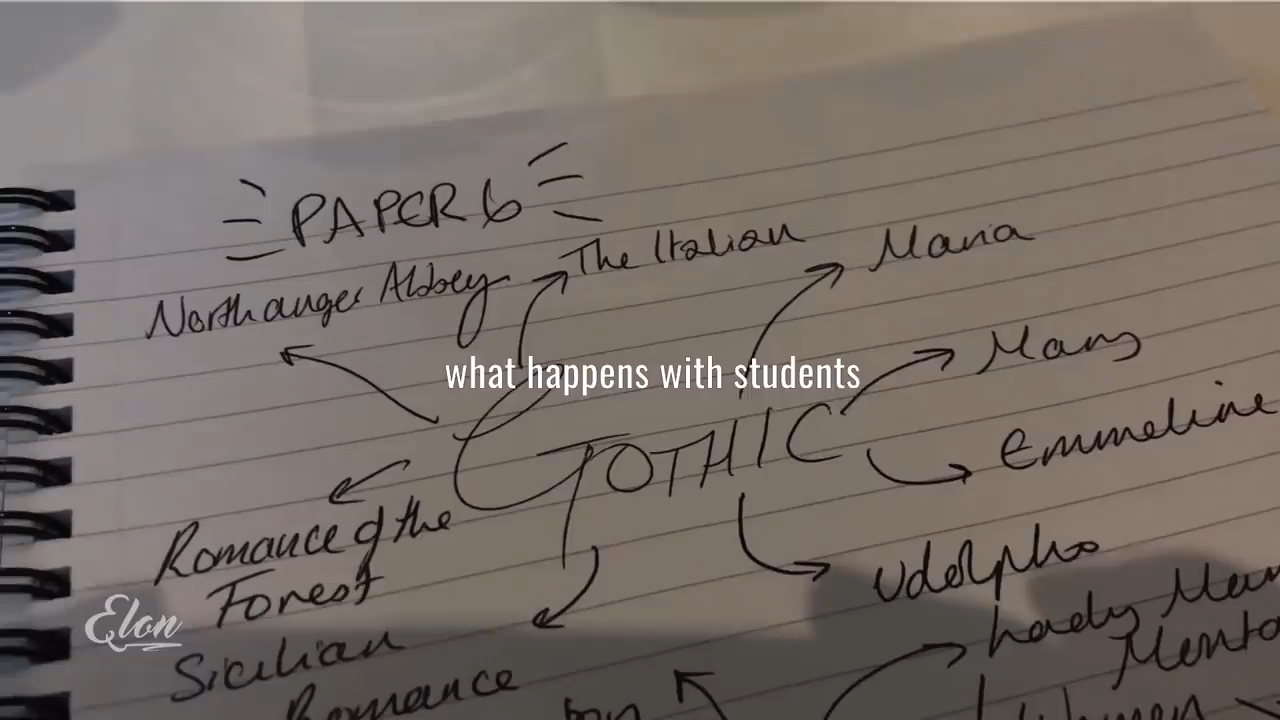 PAPER 6
Northanger Abbey
The Italian
Maria
what happens with students
Mary
GOTHIC
Emmeline
Romance of the
Forest
Udolpho
Elon
Sicilian
Romance
Lady